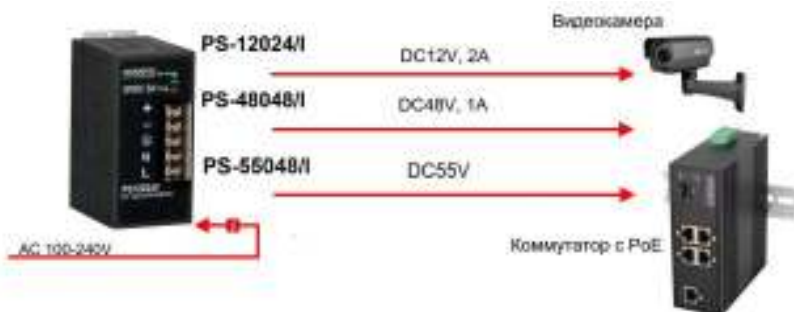 PS-12024/I
DC12V, 2A
Видеокамера
PS-48048/I
DC48V, 1A
PS-55048/I
DC55V
Коммутатор с PoE
AC 100-240V
+
−
N
L